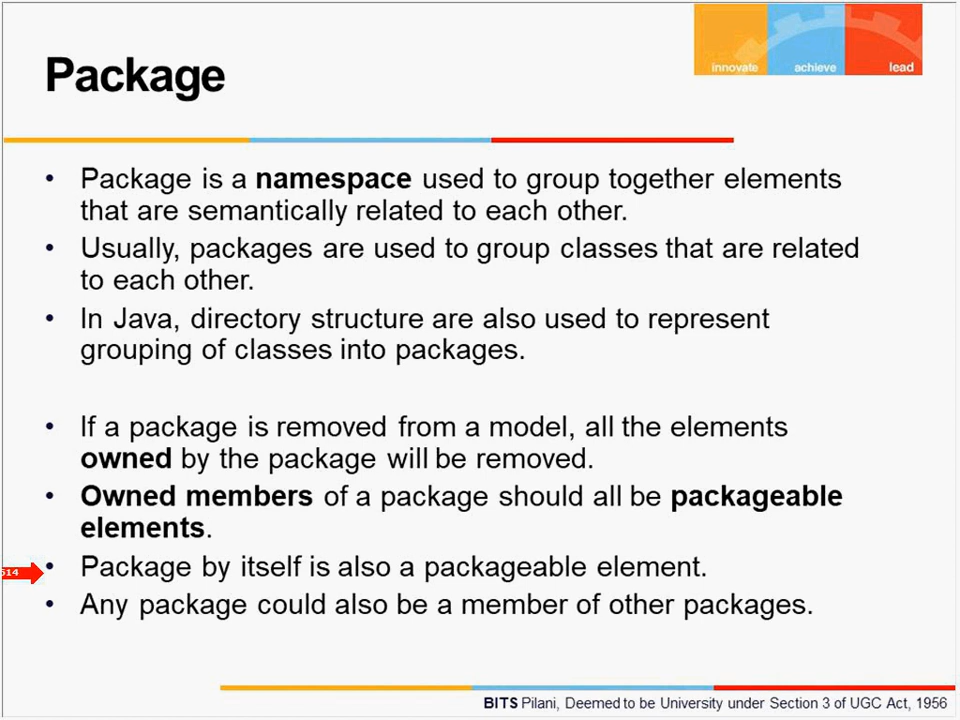 innovate achieve lead
Package
• Package is a namespace used to group together elements
that are semantically related to each other.
• Usually, packages are used to group classes that are related
to each other.
• In Java, directory structure are also used to represent
grouping of classes into packages.
• If a package is removed from a model, all the elements
owned by the package will be removed.
• Owned members of a package should all be packageable
elements.
514
• Package by itself is also a packageable element.
• Any package could also be a member of other packages.
BITS Pilani, Deemed to be University under Section 3 of UGC Act, 1956